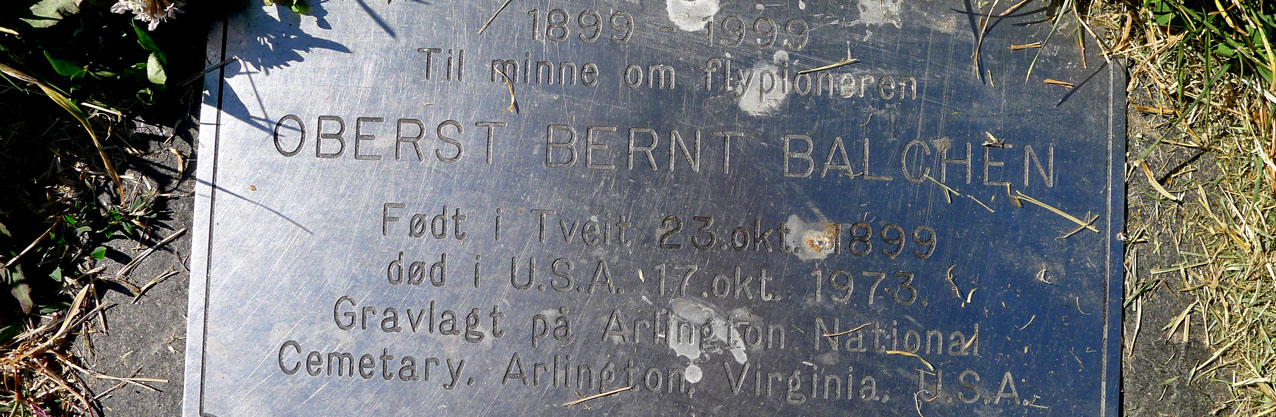 1899 - 1999
Til minne om flypioneren
OBERST BERNT BALCHEN
Født i Tveit 23.okt. 1899
død i U.S.A. 17.okt. 1973.
Gravlagt på Arlington National
Cemetary, Arlington, Virginia, U.S.A.